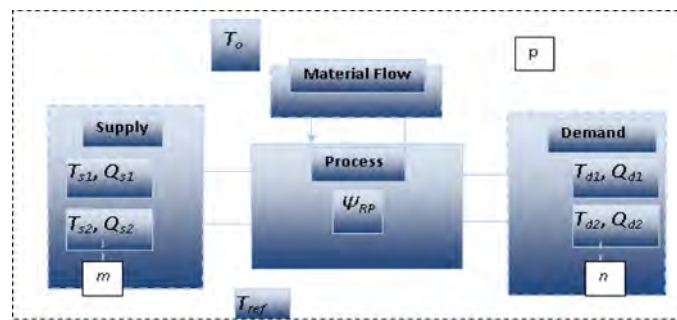 T_o
p
Material Flow
Supply
Demand
Process
T_s1, Q_s1
T_d1, Q_d1
Ψ_RP
T_s2, Q_s2
T_d2, Q_d2
m
n
T_ref